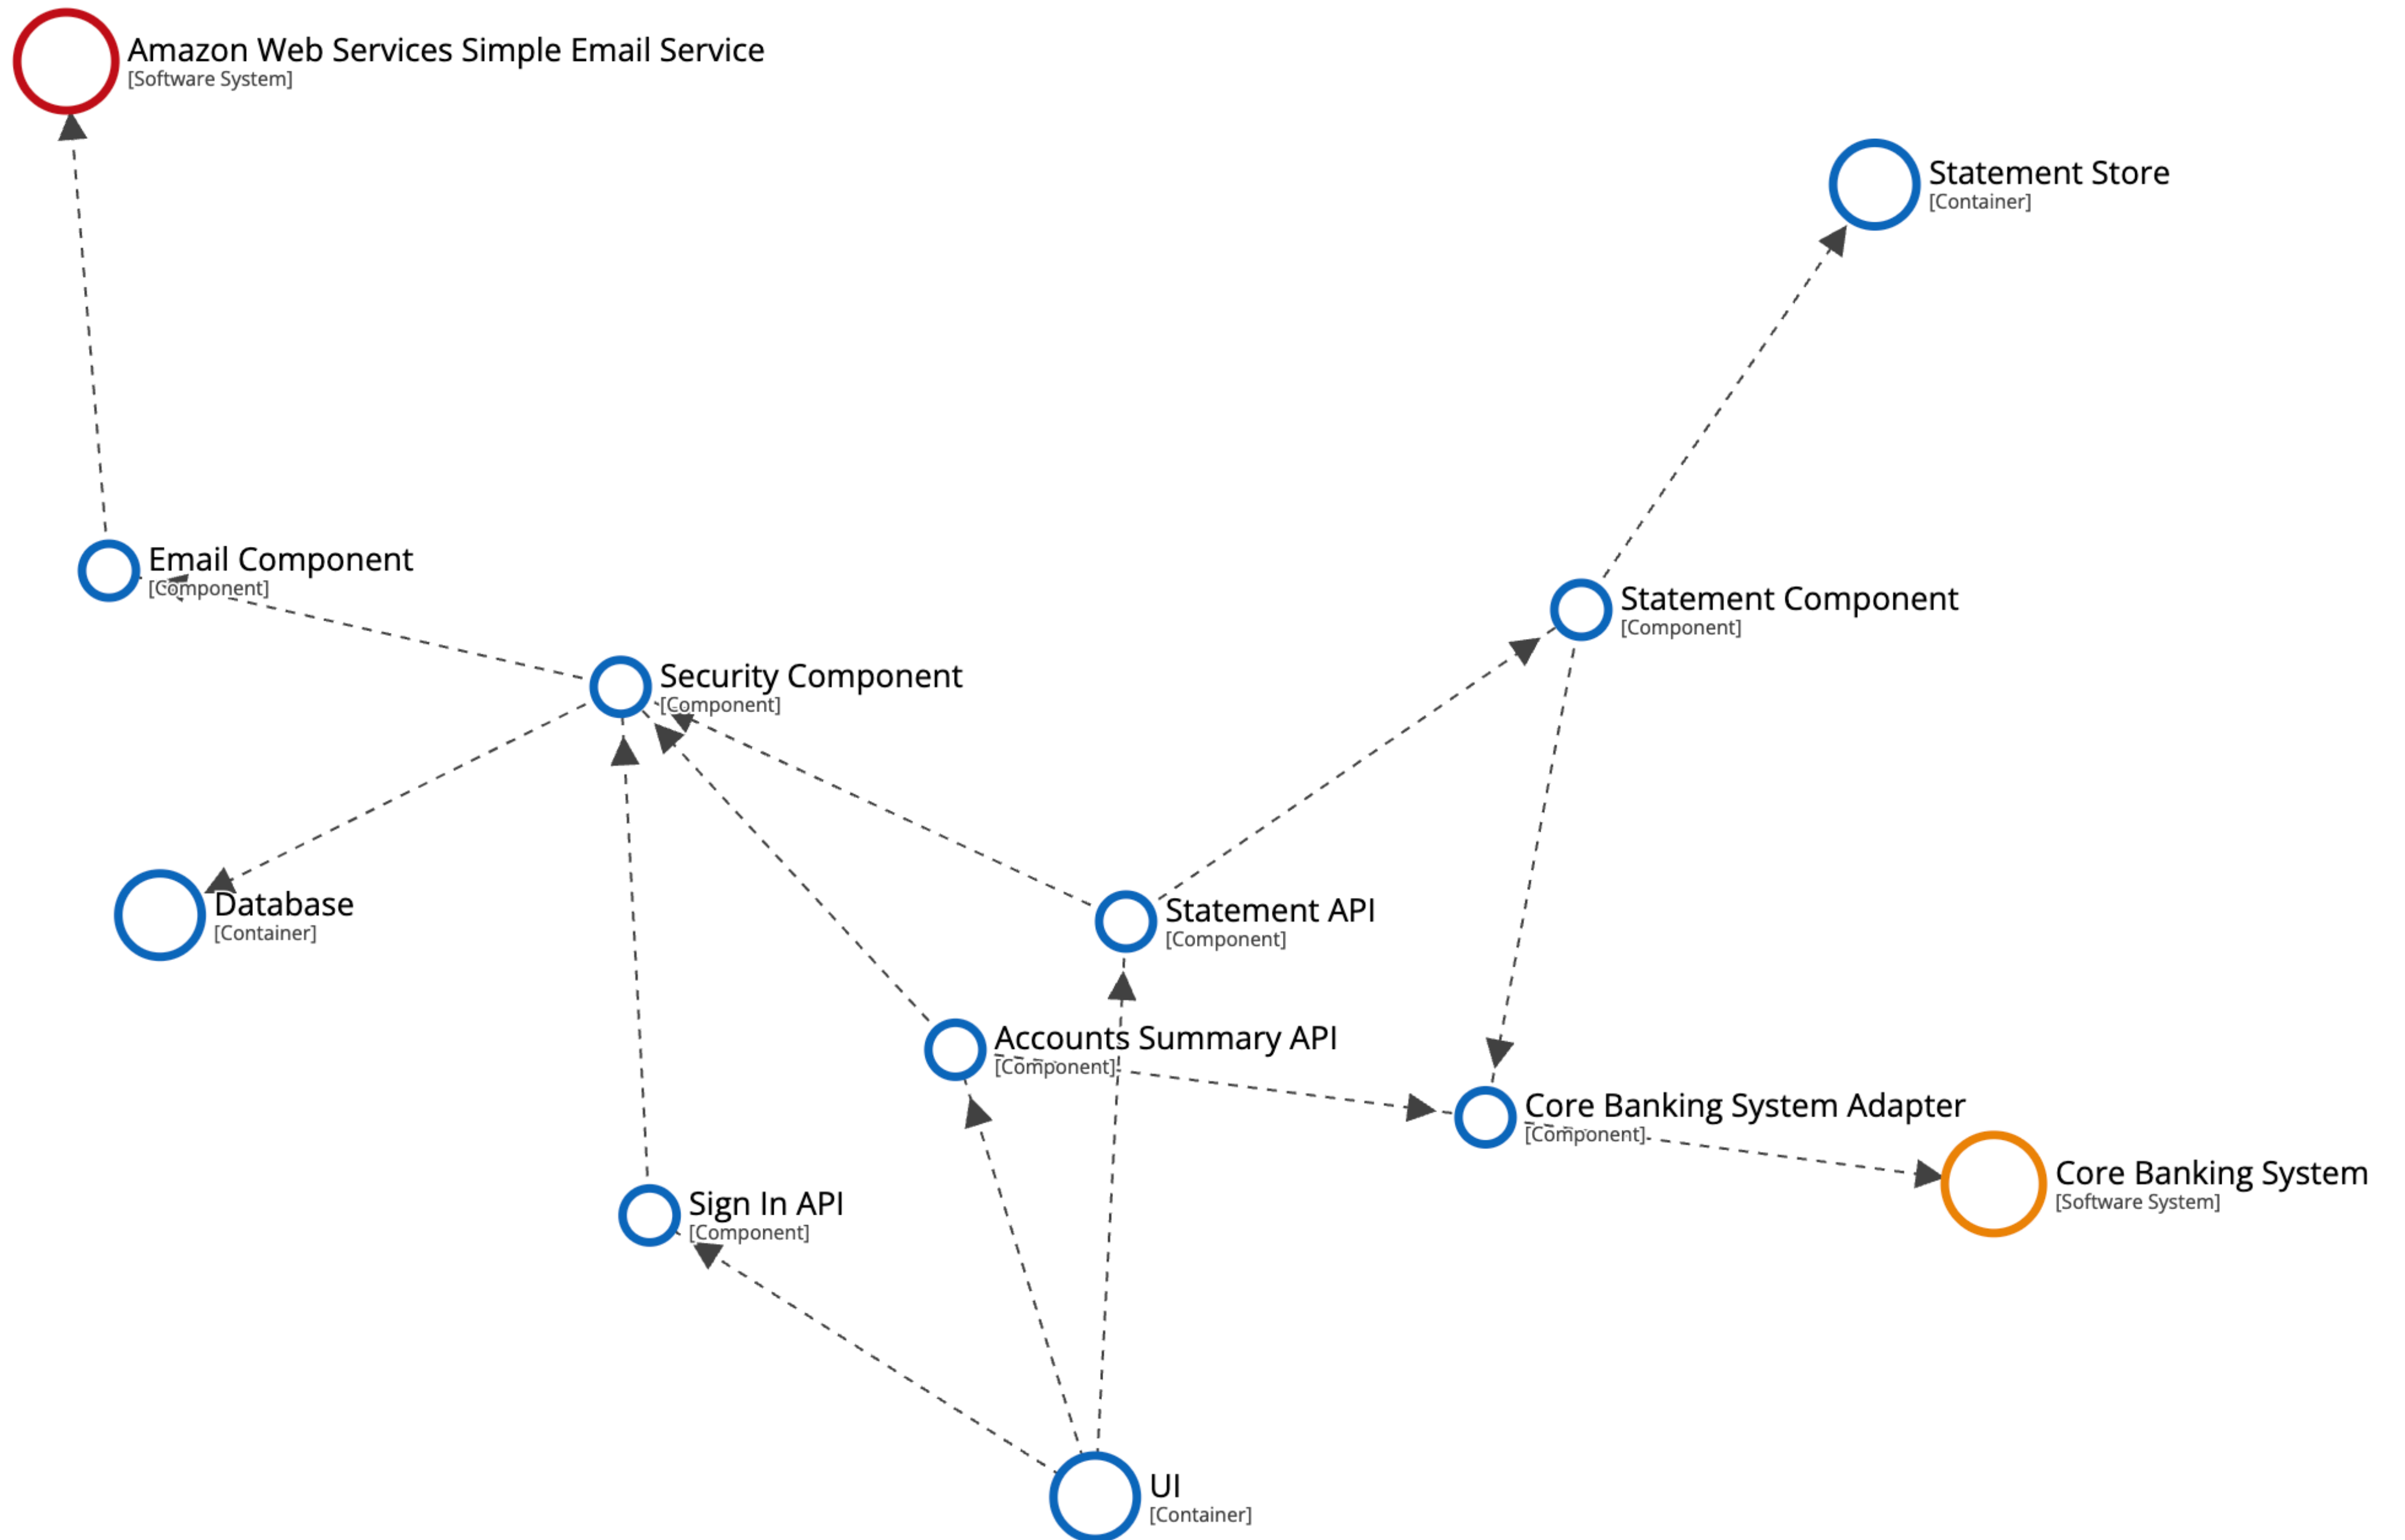 Amazon Web Services Simple Email Service
[Software System]
Statement Store
[Container]
Email Component
[Component]
Statement Component
[Component]
Security Component
[Component]
Database
[Container]
Statement API
[Component]
Accounts Summary API
[Component]
Core Banking System Adapter
[Component]
Core Banking System
[Software System]
Sign In API
[Component]
UI
[Container]